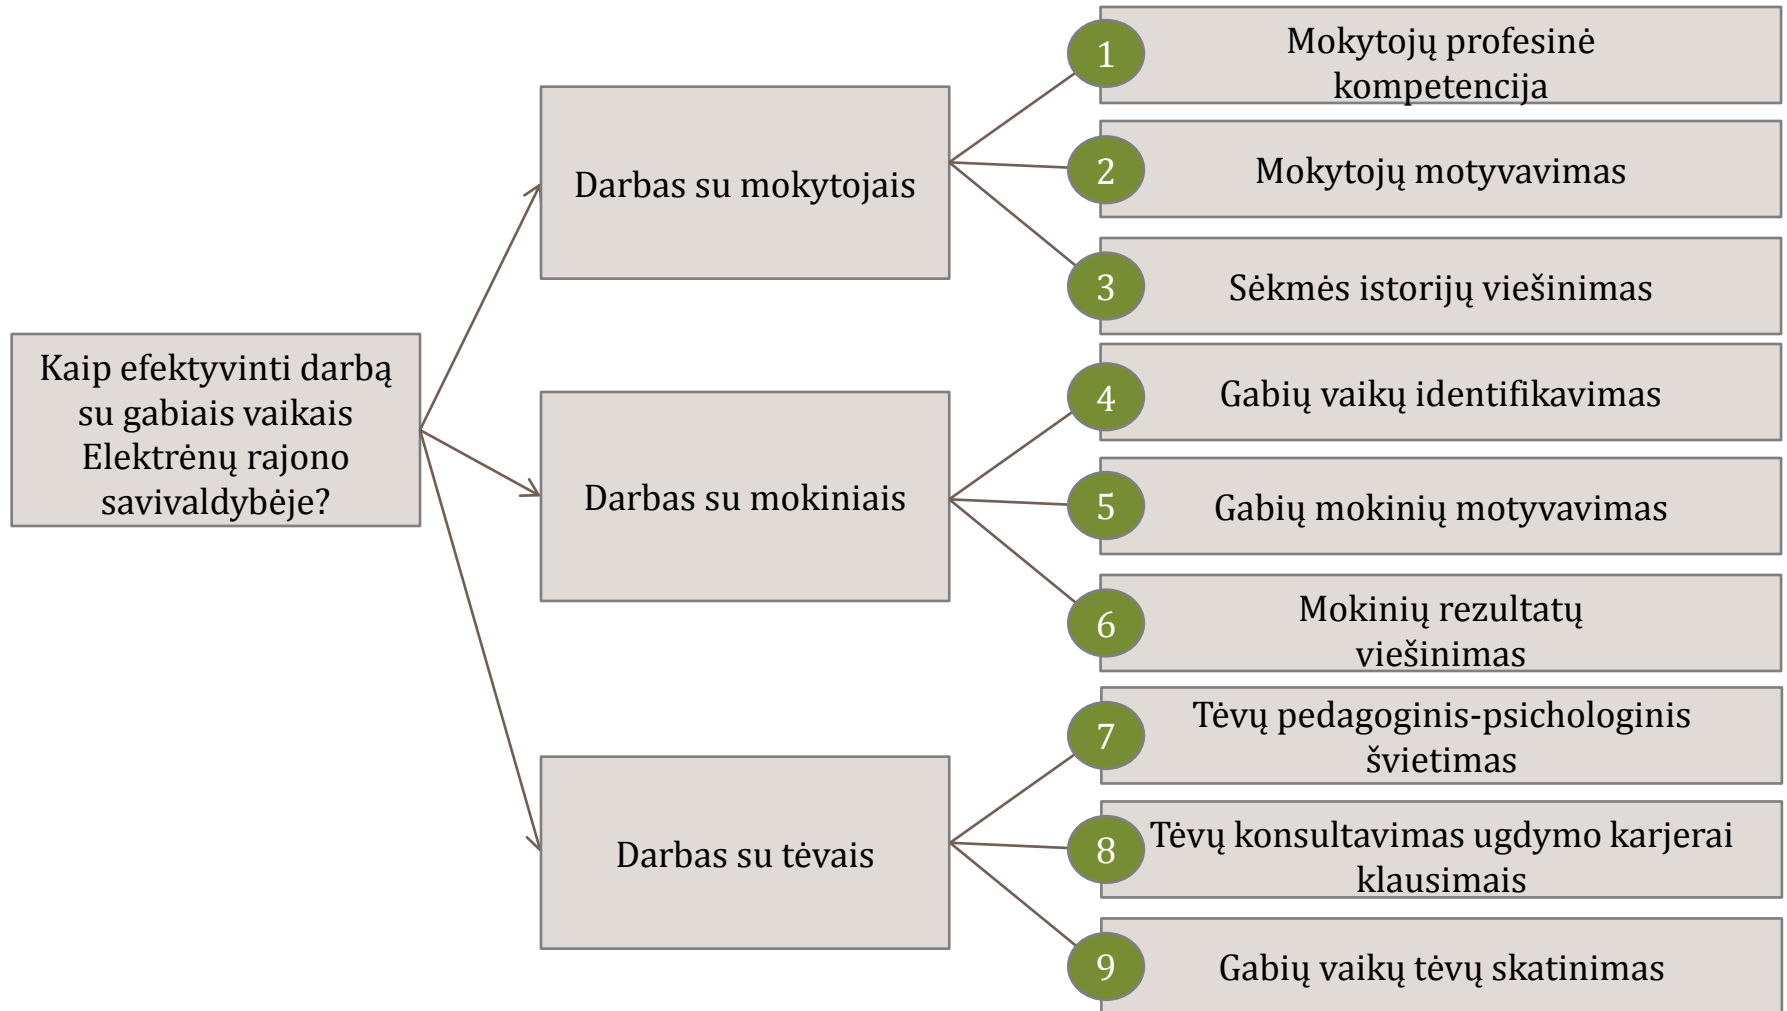 Kaip efektyvinti darbą
su gabiais vaikais
Elektrėnų rajono
savivaldybėje?
Darbas su mokytojais
1
Mokytojų profesinė
kompetencija
2
Mokytojų motyvavimas
3
Sėkmės istorijų viešinimas
Darbas su mokiniais
4
Gabių vaikų identifikavimas
5
Gabių mokinių motyvavimas
6
Mokinių rezultatų
viešinimas
Darbas su tėvais
7
Tėvų pedagoginis-psichologinis
švietimas
8
Tėvų konsultavimas ugdymo karjerai
klausimais
9
Gabių vaikų tėvų skatinimas